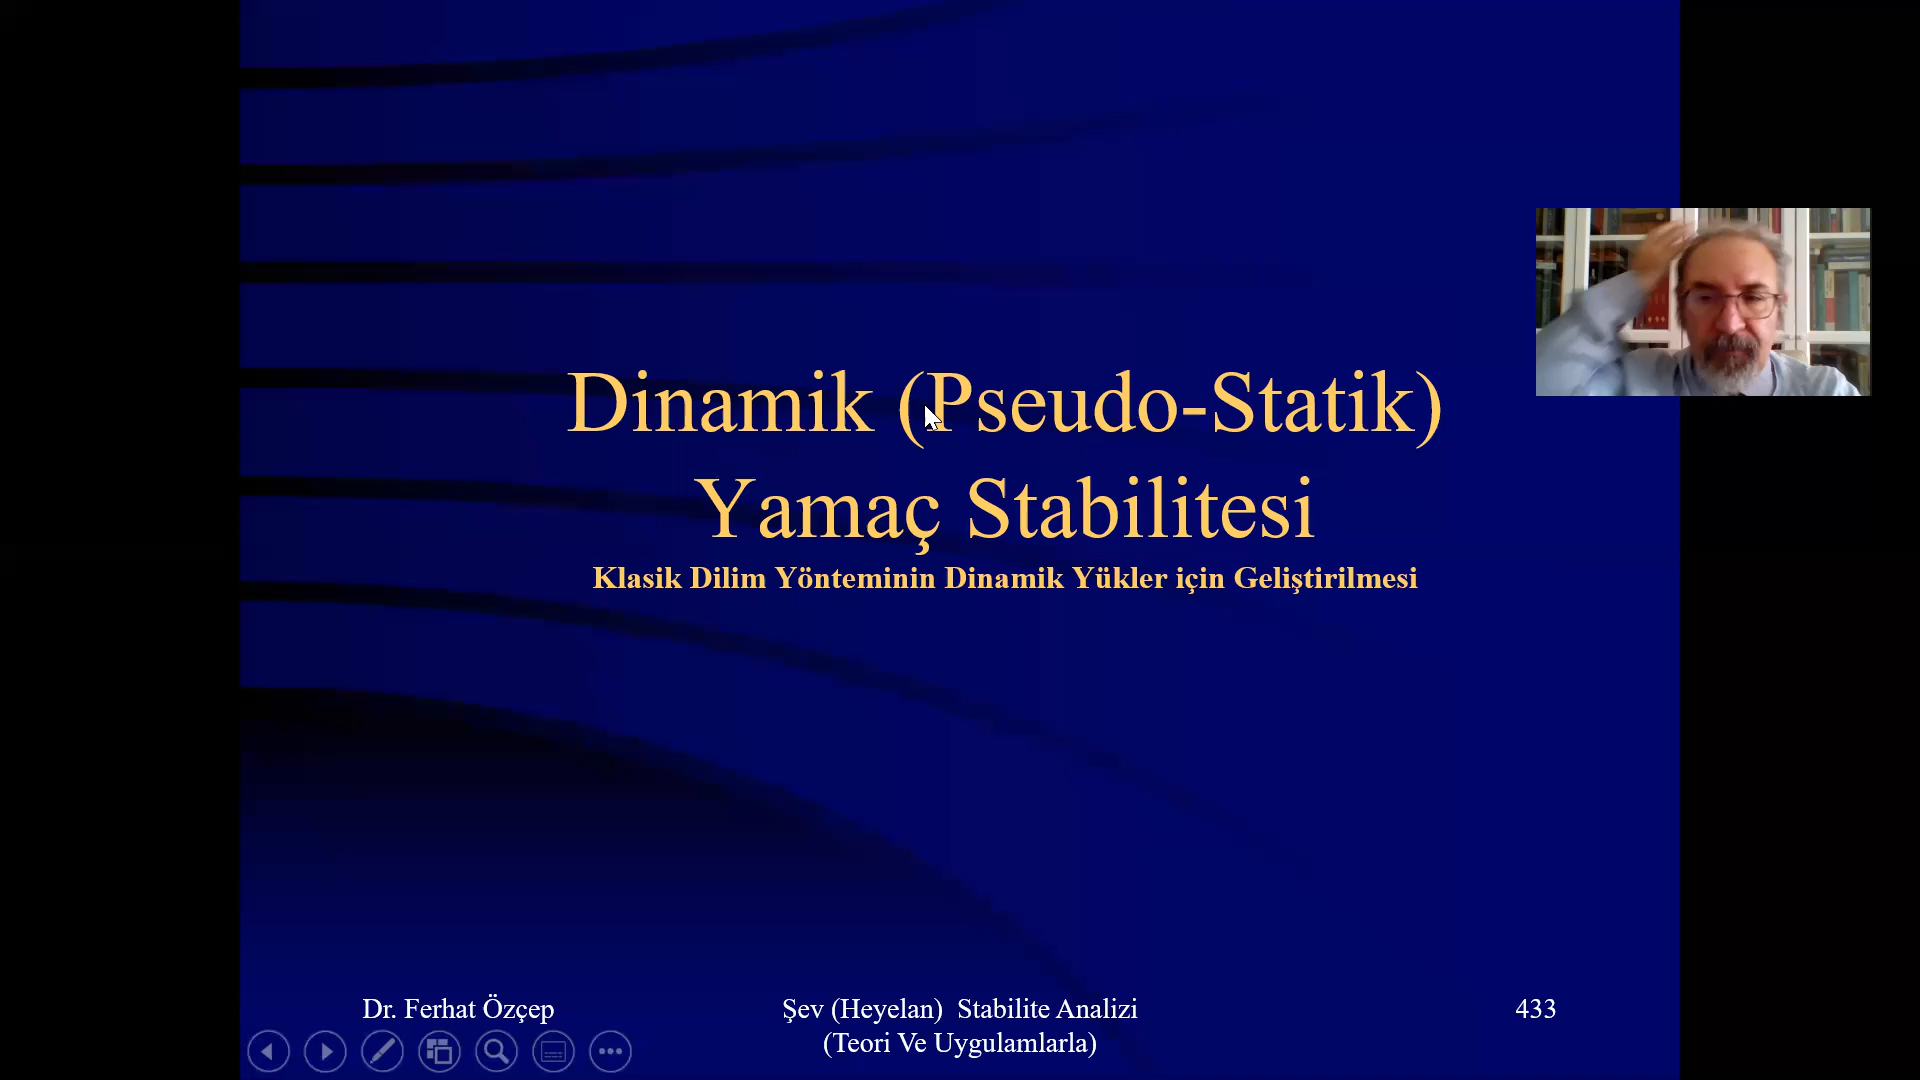 Dinamik (Pseudo-Statik)
Yamaç Stabilitesi
Klasik Dilim Yönteminin Dinamik Yükler için Geliştirilmesi
Dr. Ferhat Özçep
Şev (Heyelan)  Stabilite Analizi
(Teori Ve Uygulamlarla)
433